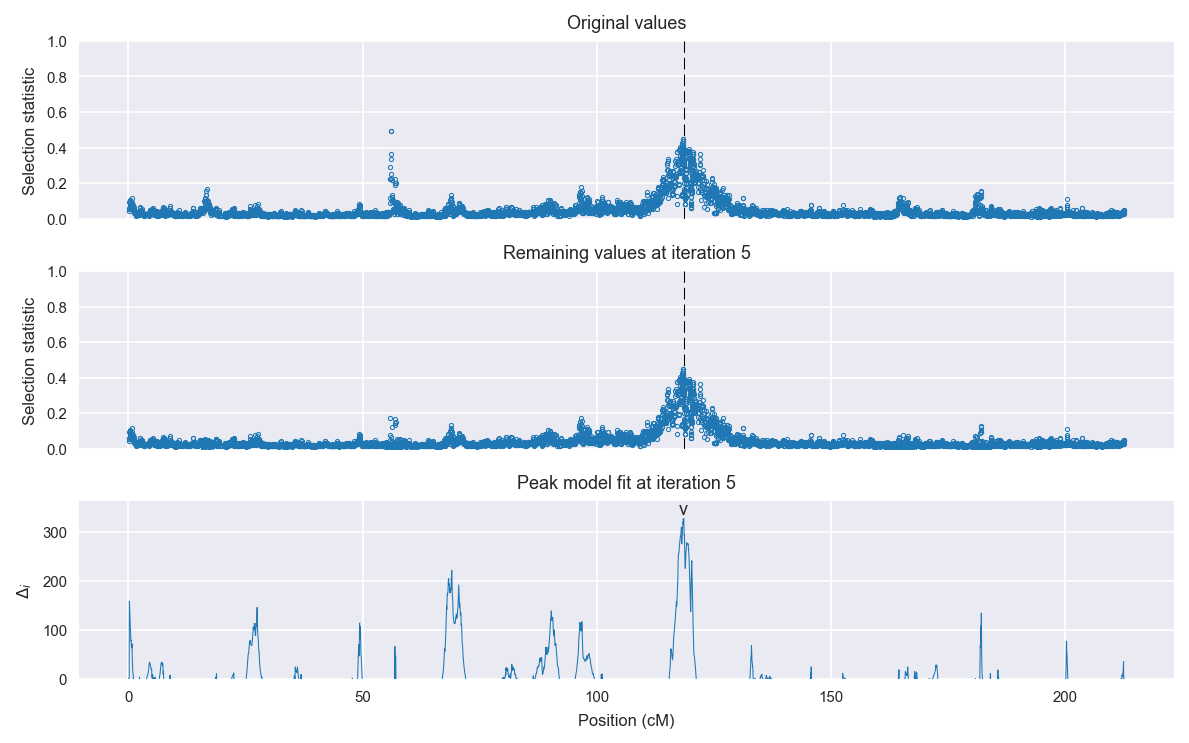 Original values
Selection statistic
1.0
0.8
0.6
0.4
0.2
0.0
Remaining values at iteration 5
Selection statistic
1.0
0.8
0.6
0.4
0.2
0.0
Peak model fit at iteration 5
v
Δi
300
200
100
0
0 50 100 150 200
Position (cM)